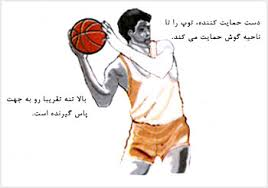 دست حمایت کننده، توپ را تا
ناحیه گوش حمایت می کند.
بالا تنه تقریبا رو به جهت
پاس گیرنده است.